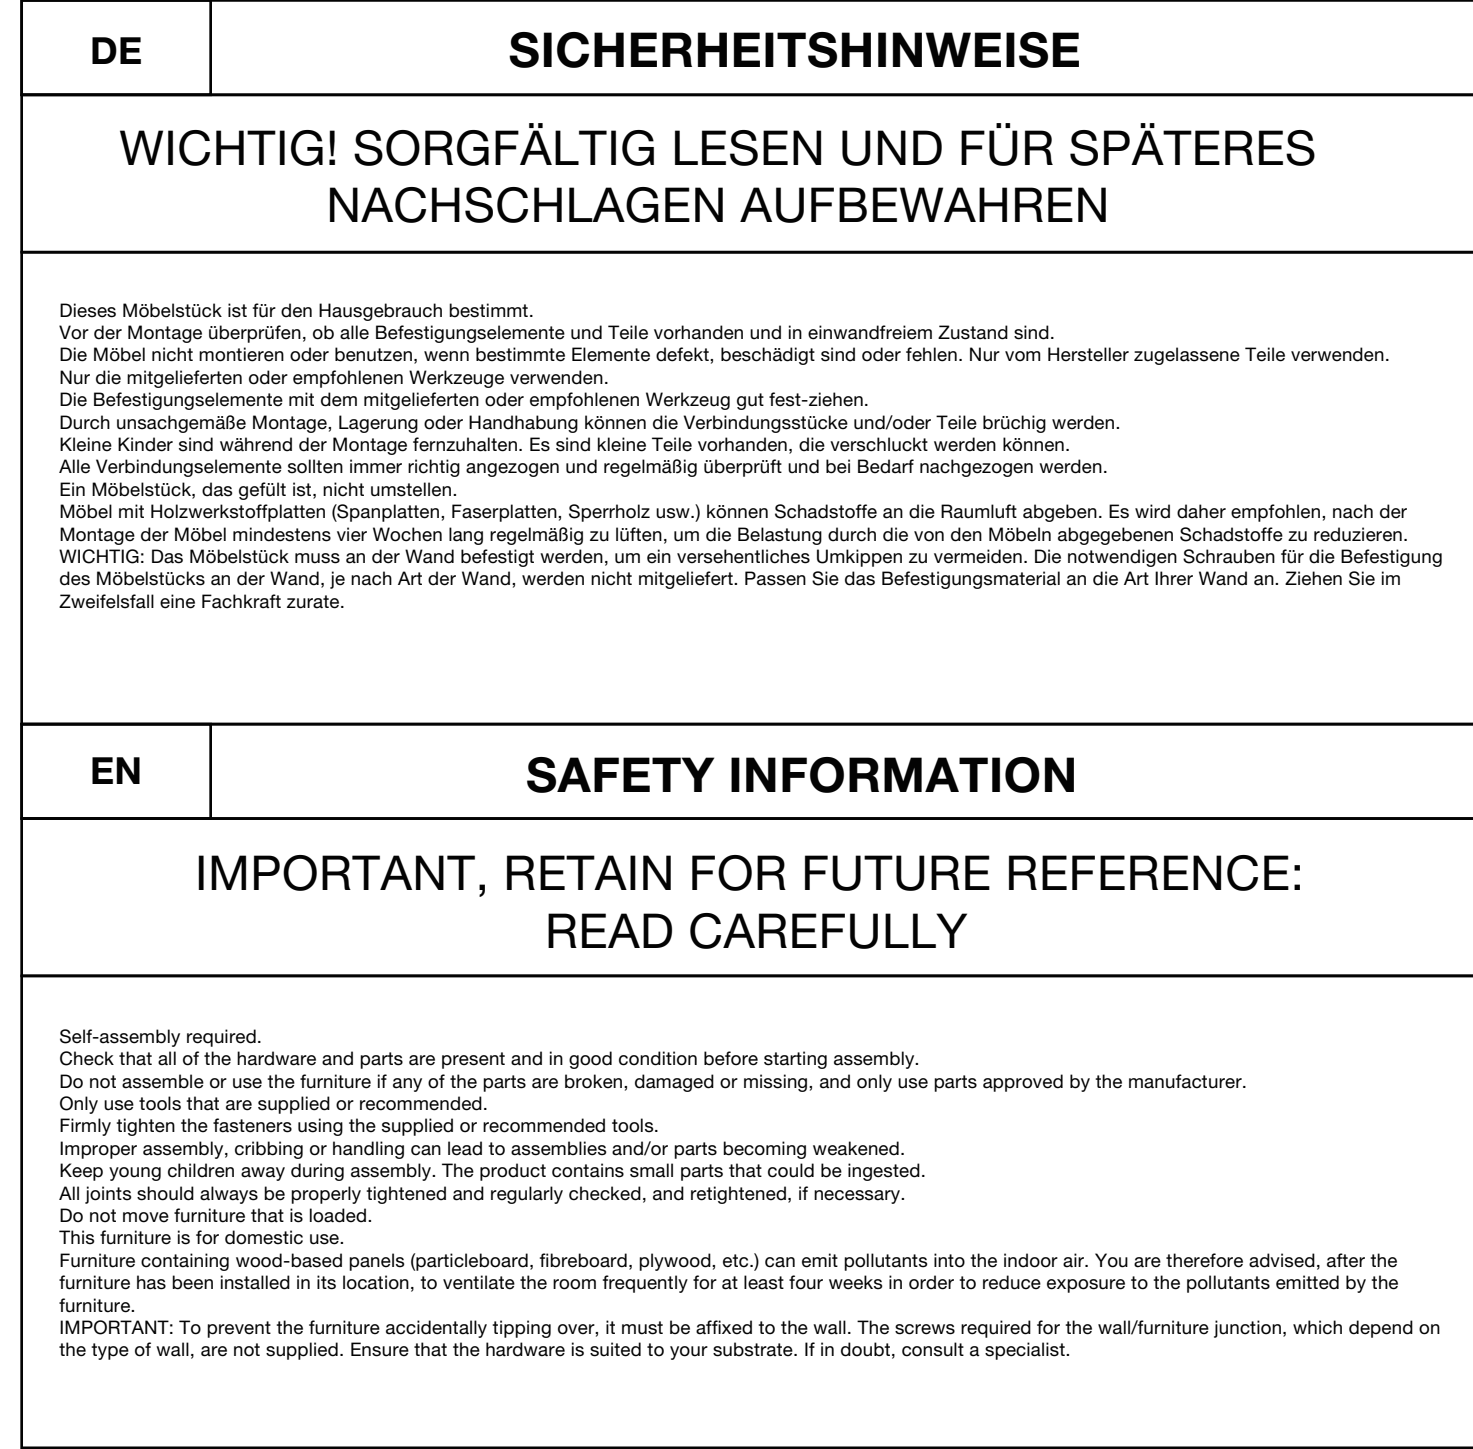 DE
SICHERHEITSHINWEISE
WICHTIG! SORGFÄLTIG LESEN UND FÜR SPÄTERES
NACHSCHLAGEN AUFBEWAHREN
Dieses Möbelstück ist für den Hausgebrauch bestimmt.
Vor der Montage überprüfen, ob alle Befestigungselemente und Teile vorhanden und in einwandfreiem Zustand sind.
Die Möbel nicht montieren oder benutzen, wenn bestimmte Elemente defekt, beschädigt sind oder fehlen. Nur vom Hersteller zugelassene Teile verwenden.
Nur die mitgelieferten oder empfohlenen Werkzeuge verwenden.
Die Befestigungselemente mit dem mitgelieferten oder empfohlenen Werkzeug gut fest-ziehen.
Durch unsachgemäße Montage, Lagerung oder Handhabung können die Verbindungsstücke und/oder Teile brüchig werden.
Kleine Kinder sind während der Montage fernzuhalten. Es sind kleine Teile vorhanden, die verschluckt werden können.
Alle Verbindungselemente sollten immer richtig angezogen und regelmäßig überprüft und bei Bedarf nachgezogen werden.
Ein Möbelstück, das gefült ist, nicht umstellen.
Möbel mit Holzwerkstoffplatten (Spanplatten, Faserplatten, Sperrholz usw.) können Schadstoffe an die Raumluft abgeben. Es wird daher empfohlen, nach der
Montage der Möbel mindestens vier Wochen lang regelmäßig zu lüften, um die Belastung durch die von den Möbeln abgegebenen Schadstoffe zu reduzieren.
WICHTIG: Das Möbelstück muss an der Wand befestigt werden, um ein versehentliches Umkippen zu vermeiden. Die notwendigen Schrauben für die Befestigung
des Möbelstücks an der Wand, je nach Art der Wand, werden nicht mitgeliefert. Passen Sie das Befestigungsmaterial an die Art Ihrer Wand an. Ziehen Sie im
Zweifelsfall eine Fachkraft zurate.
EN
SAFETY INFORMATION
IMPORTANT, RETAIN FOR FUTURE REFERENCE:
READ CAREFULLY
Self-assembly required.
Check that all of the hardware and parts are present and in good condition before starting assembly.
Do not assemble or use the furniture if any of the parts are broken, damaged or missing, and only use parts approved by the manufacturer.
Only use tools that are supplied or recommended.
Firmly tighten the fasteners using the supplied or recommended tools.
Improper assembly, cribbing or handling can lead to assemblies and/or parts becoming weakened.
Keep young children away during assembly. The product contains small parts that could be ingested.
All joints should always be properly tightened and regularly checked, and retightened, if necessary.
Do not move furniture that is loaded.
This furniture is for domestic use.
Furniture containing wood-based panels (particleboard, fibreboard, plywood, etc.) can emit pollutants into the indoor air. You are therefore advised, after the
furniture has been installed in its location, to ventilate the room frequently for at least four weeks in order to reduce exposure to the pollutants emitted by the
furniture.
IMPORTANT: To prevent the furniture accidentally tipping over, it must be affixed to the wall. The screws required for the wall/furniture junction, which depend on
the type of wall, are not supplied. Ensure that the hardware is suited to your substrate. If in doubt, consult a specialist.